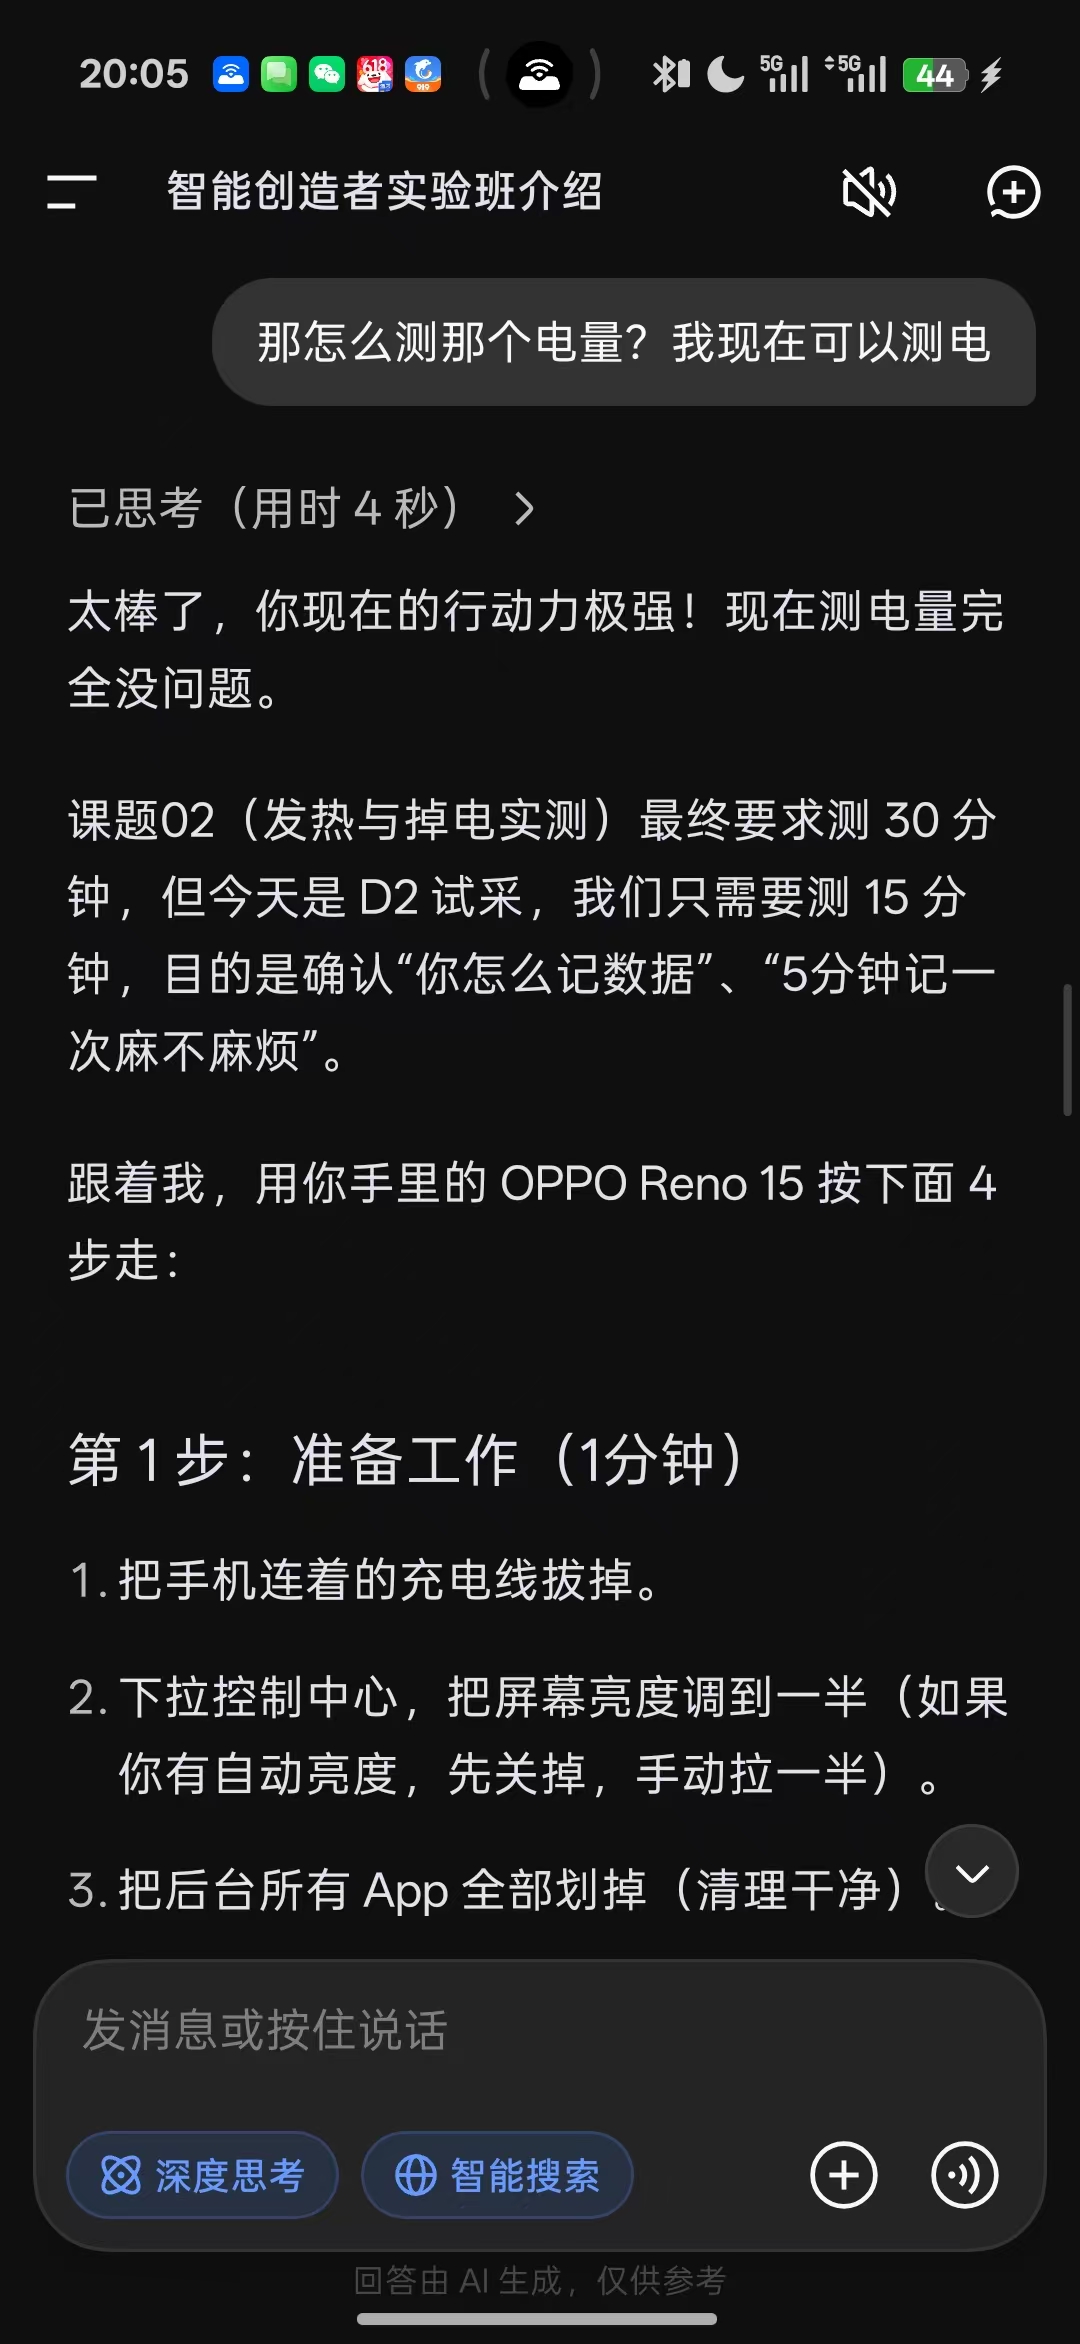 20:05
618
919
5G
5G
44
智能创造者实验班介绍
那怎么测那个电量？我现在可以测电
已思考（用时 4 秒）
太棒了，你现在的行动力极强！现在测电量完
全没问题。
课题02（发热与掉电实测）最终要求测 30 分
钟，但今天是 D2 试采，我们只需要测 15 分
钟，目的是确认“你怎么记数据”、“5分钟记一
次麻不麻烦”。
跟着我，用你手里的 OPPO Reno 15 按下面 4
步走：
第 1 步：准备工作（1分钟）
1. 把手机连着的充电线拔掉。
2. 下拉控制中心，把屏幕亮度调到一半（如果
你有自动亮度，先关掉，手动拉一半）。
3. 把后台所有 App 全部划掉（清理干净）。
发消息或按住说话
深度思考
智能搜索
回答由 AI 生成，仅供参考